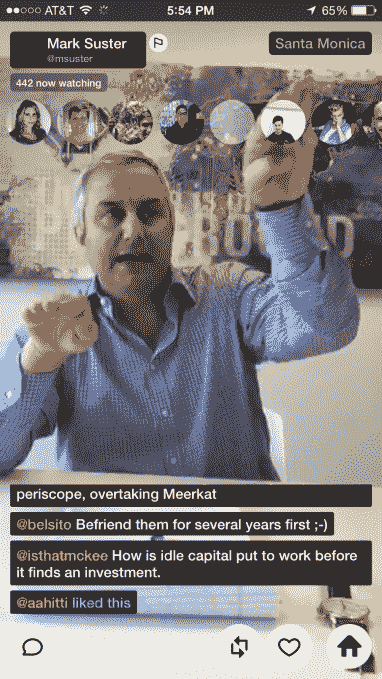 AT&T 5:54 PM 65%
Mark Suster
@msuster
Santa Monica
442 now watching
periscope, overtaking Meerkat
@belsito Befriend them for several years first ;-)
@isthatmckee How is idle capital put to work before
it finds an investment.
@aahitti liked this